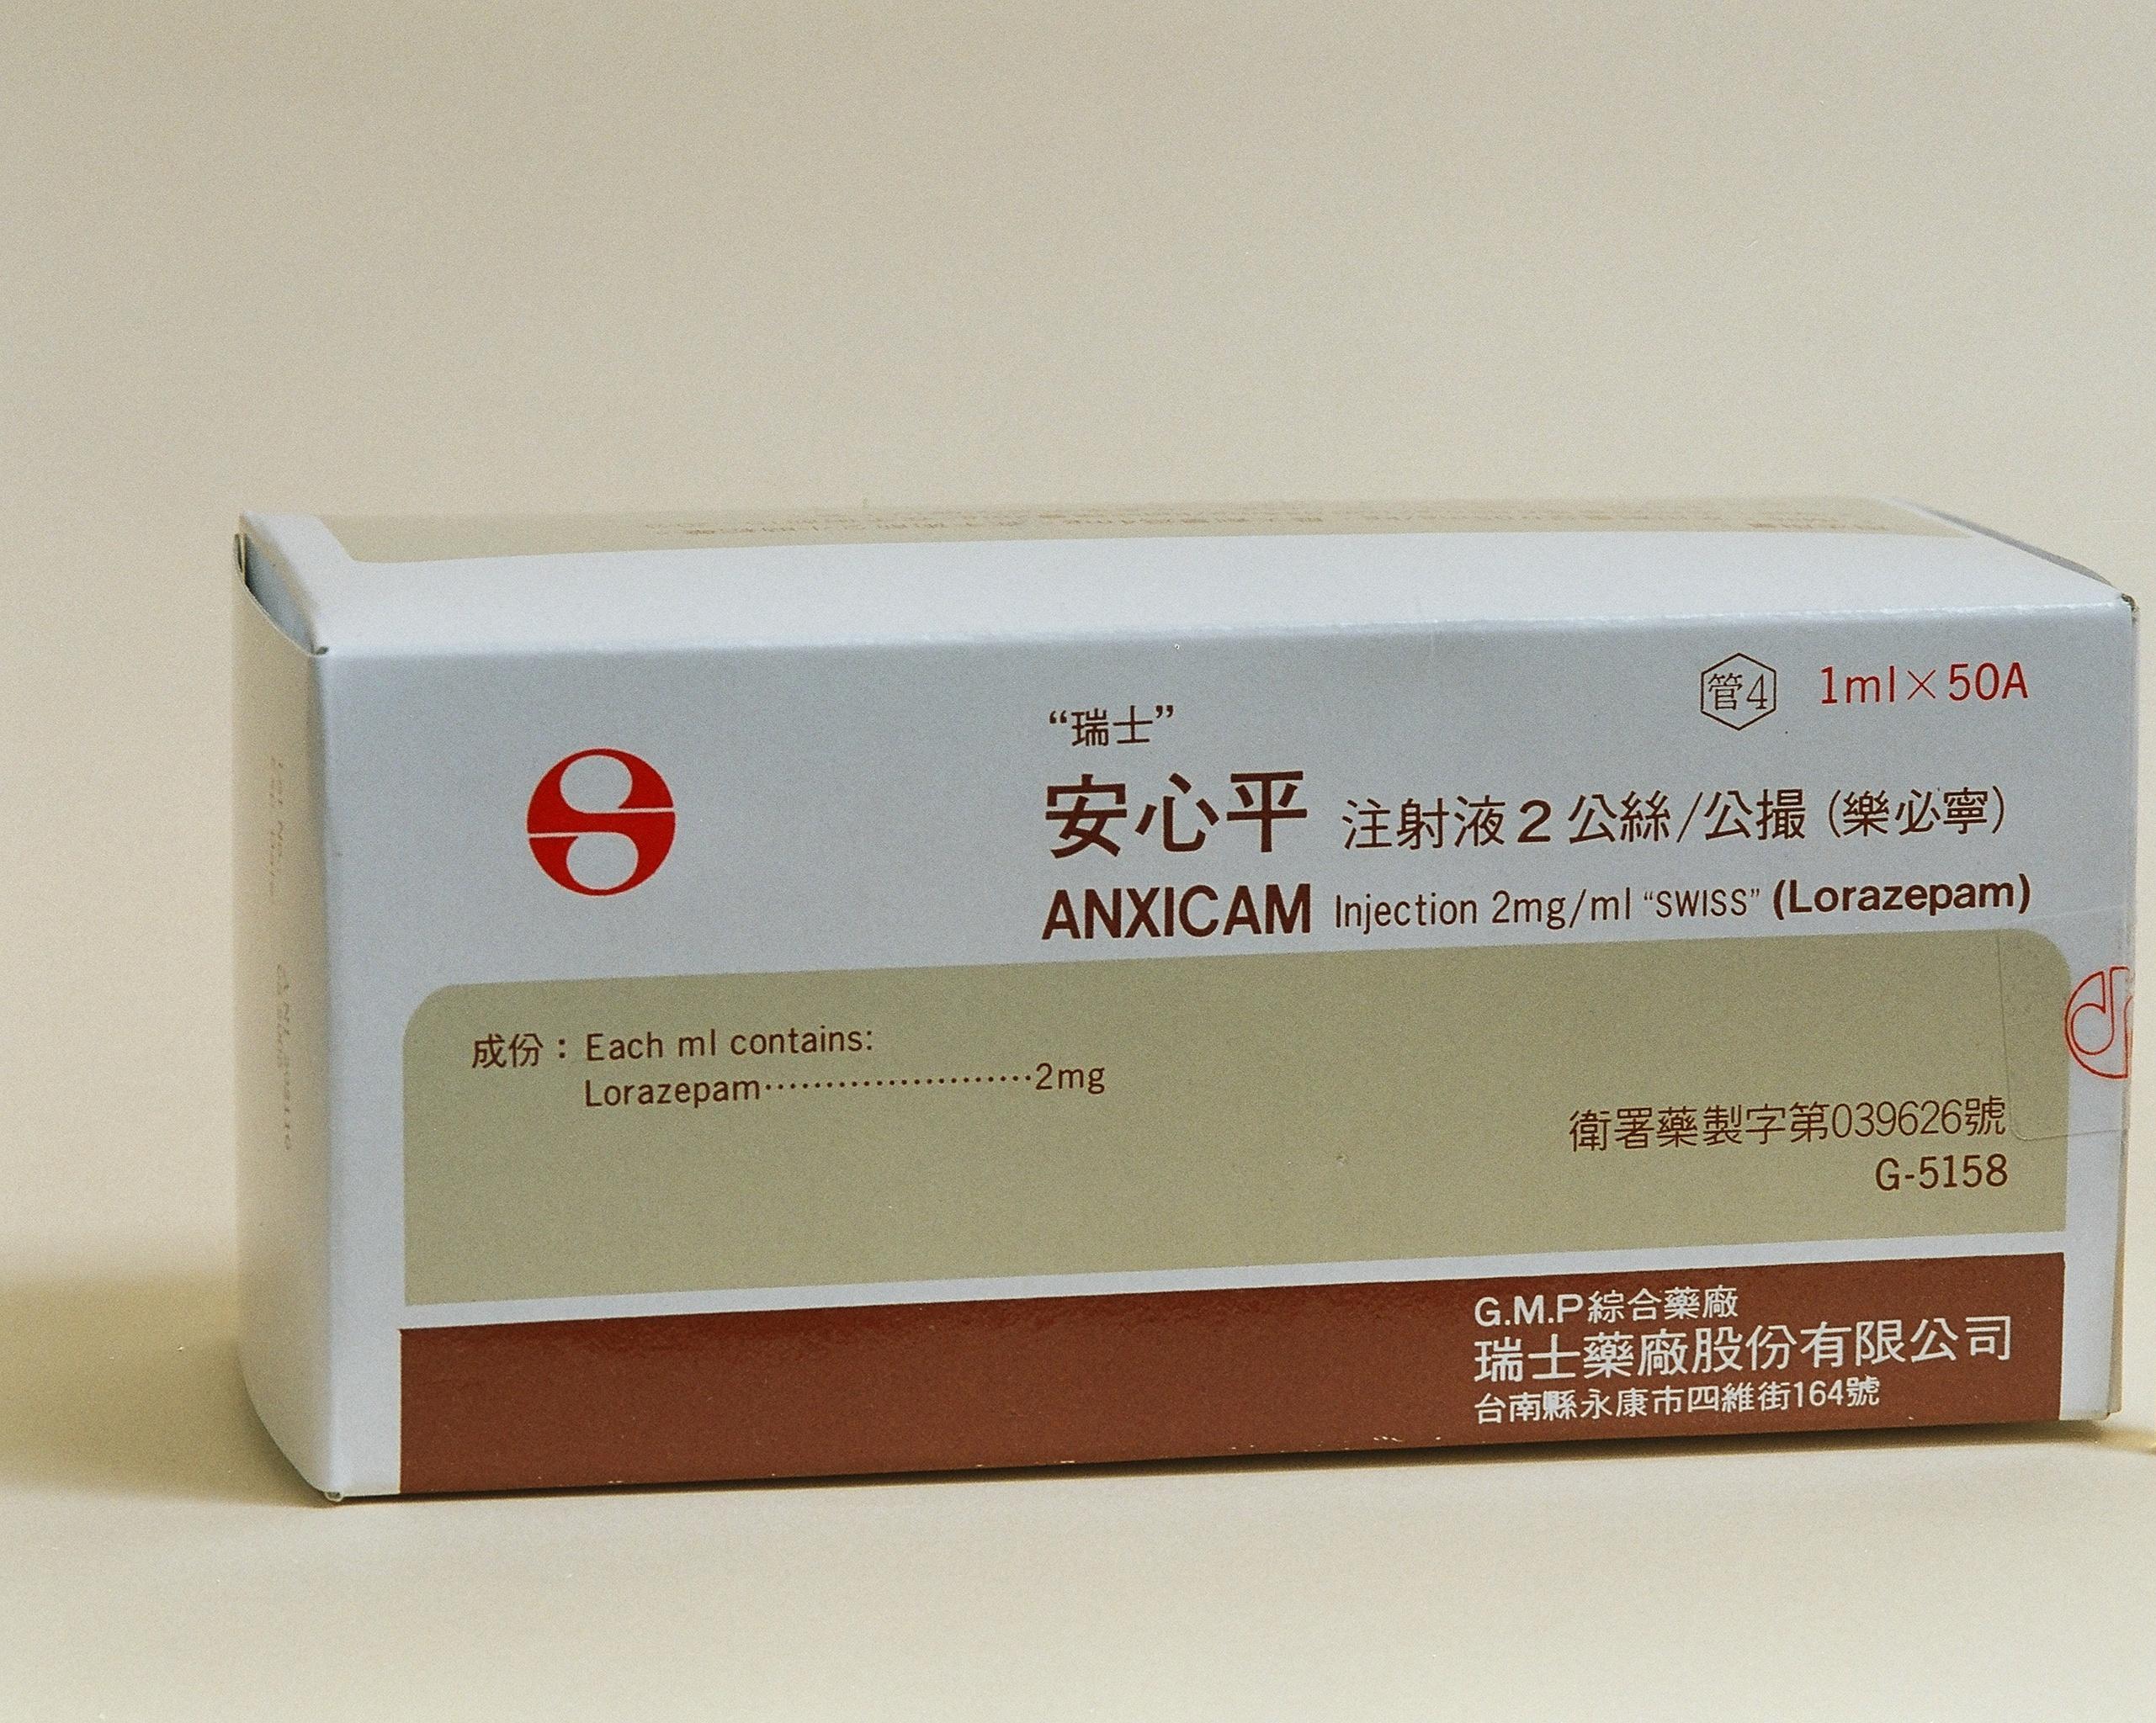 管4 1ml×50A
“瑞士”
安心平 注射液2公絲/公撮(樂必寧)
ANXICAM Injection 2mg/ml “SWISS” (Lorazepam)
成份：Each ml contains:
Lorazepam······················2mg
衛署藥製字第039626號
G-5158
G.M.P綜合藥廠
瑞士藥廠股份有限公司
台南縣永康市四維街164號